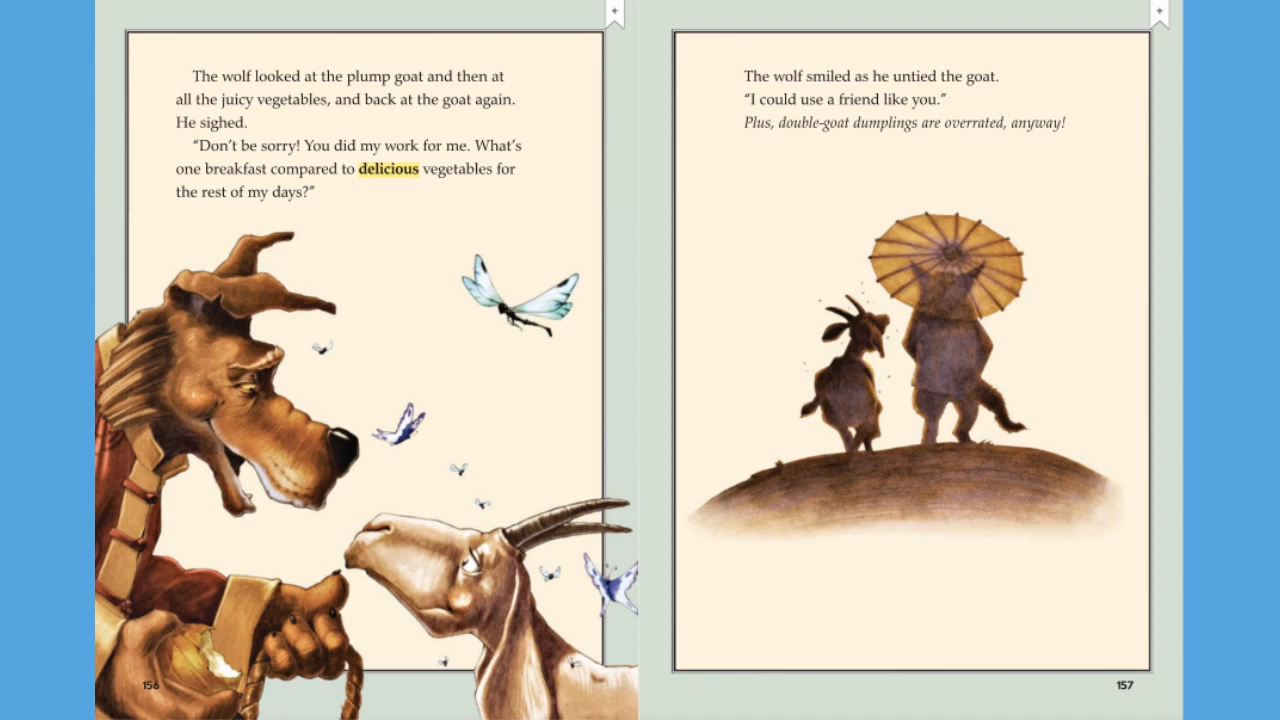 The wolf looked at the plump goat and then at
all the juicy vegetables, and back at the goat again.
He sighed.
“Don’t be sorry! You did my work for me. What’s
one breakfast compared to delicious vegetables for
the rest of my days?”
156
The wolf smiled as he untied the goat.
“I could use a friend like you.”
Plus, double-goat dumplings are overrated, anyway!
157